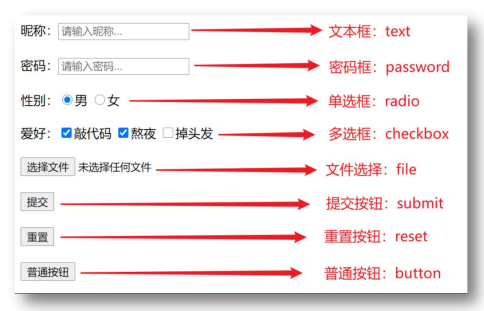 昵称： 请输入昵称... 文本框：text
密码： 请输入密码... 密码框：password
性别： 男 女 单选框：radio
爱好： 敲代码 熬夜 掉头发 多选框：checkbox
选择文件 未选择任何文件 文件选择：file
提交 提交按钮：submit
重置 重置按钮：reset
普通按钮 普通按钮：button